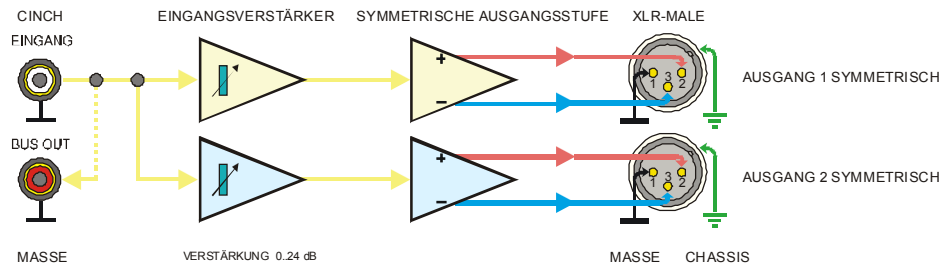 CINCH EINGANGSVERSTÄRKER SYMMETRISCHE AUSGANGSSTUFE XLR-MALE
EINGANG
+
1 3 2
AUSGANG 1 SYMMETRISCH
−
BUS OUT
+
1 3 2
AUSGANG 2 SYMMETRISCH
−
MASSE VERSTÄRKUNG 0..24 dB MASSE CHASSIS